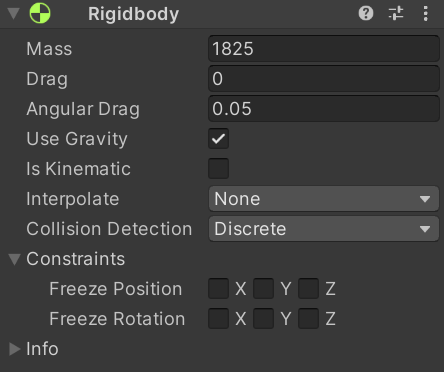 Rigidbody
Mass 1825
Drag 0
Angular Drag 0.05
Use Gravity
Is Kinematic
Interpolate None
Collision Detection Discrete
Constraints
Freeze Position X Y Z
Freeze Rotation X Y Z
Info